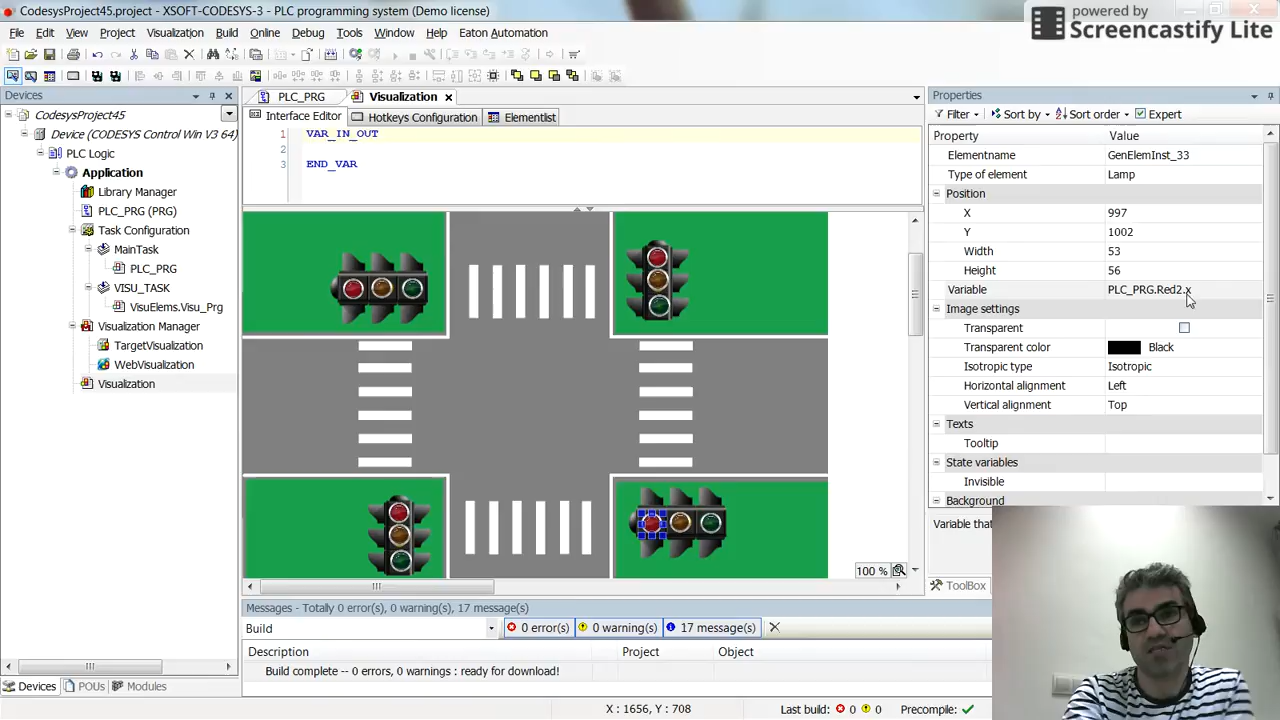 CodesysProject45.project - XSOFT-CODESYS-3 - PLC programming system (Demo license)
powered by
Screencastify Lite
File Edit View Project Visualization Build Online Debug Tools Window Help Eaton Automation
Devices
CodesysProject45
Device (CODESYS Control Win V3 64)
PLC Logic
Application
Library Manager
PLC_PRG (PRG)
Task Configuration
MainTask
PLC_PRG
VISU_TASK
VisuElems.Visu_Prg
Visualization Manager
TargetVisualization
WebVisualization
Visualization
Devices POUs Modules
PLC_PRG Visualization
Interface Editor Hotkeys Configuration Elementlist
1 VAR_IN_OUT
2
3 END_VAR
100 %
Properties
Filter Sort by Sort order Expert
Property Value
Elementname GenElemInst_33
Type of element Lamp
Position
X 997
Y 1002
Width 53
Height 56
Variable PLC_PRG.Red2.x
Image settings
Transparent
Transparent color Black
Isotropic type Isotropic
Horizontal alignment Left
Vertical alignment Top
Texts
Tooltip
State variables
Invisible
Background
Variable that
ToolBox
Messages - Totally 0 error(s), 0 warning(s), 17 message(s)
Build 0 error(s) 0 warning(s) 17 message(s)
Description Project Object
Build complete -- 0 errors, 0 warnings : ready for download!
X : 1656, Y : 708 Last build: 0 0 Precompile: